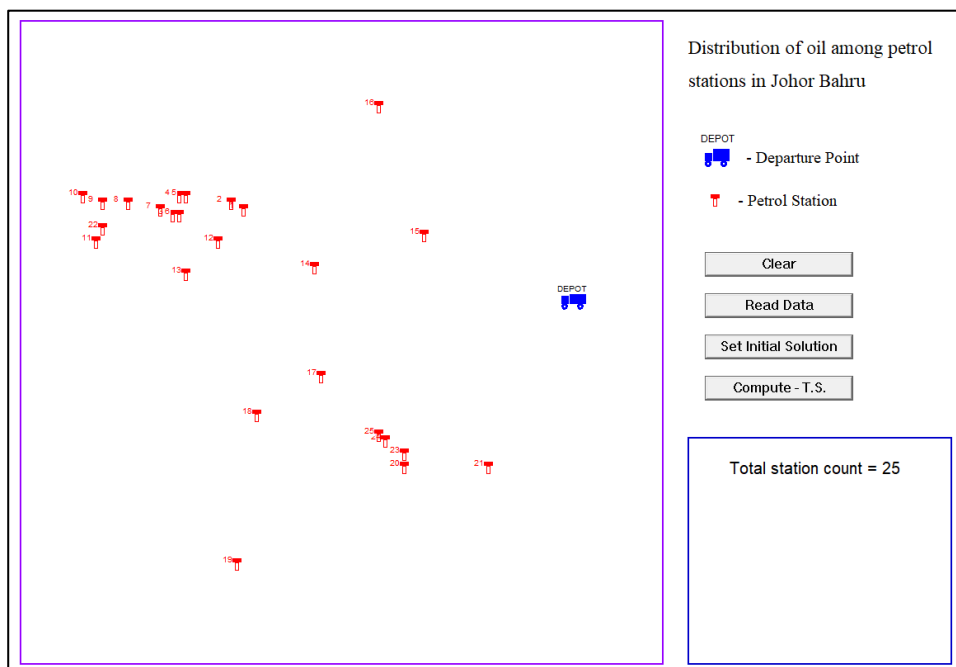 Distribution of oil among petrol
stations in Johor Bahru
DEPOT
- Departure Point
- Petrol Station
Clear
Read Data
Set Initial Solution
Compute - T.S.
Total station count = 25
16
10
4
5
9
8
2
7
6
22
15
11
12
14
13
DEPOT
17
18
25
23
20
21
19